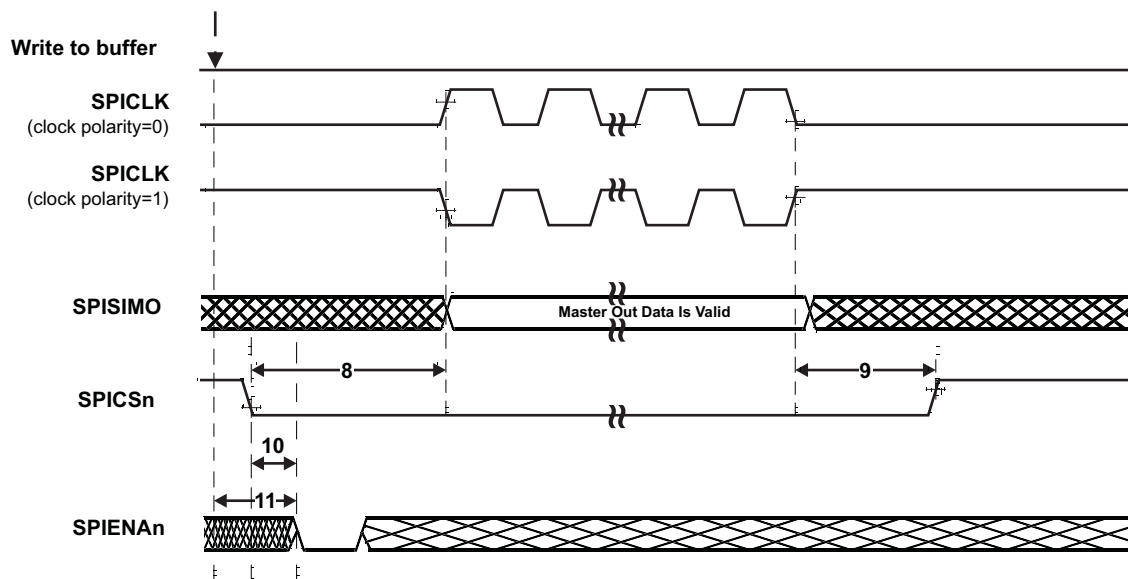 Write to buffer
SPICLK
(clock polarity=0)
SPICLK
(clock polarity=1)
SPISIMO
Master Out Data Is Valid
8
9
SPICSn
10
11
SPIENAn